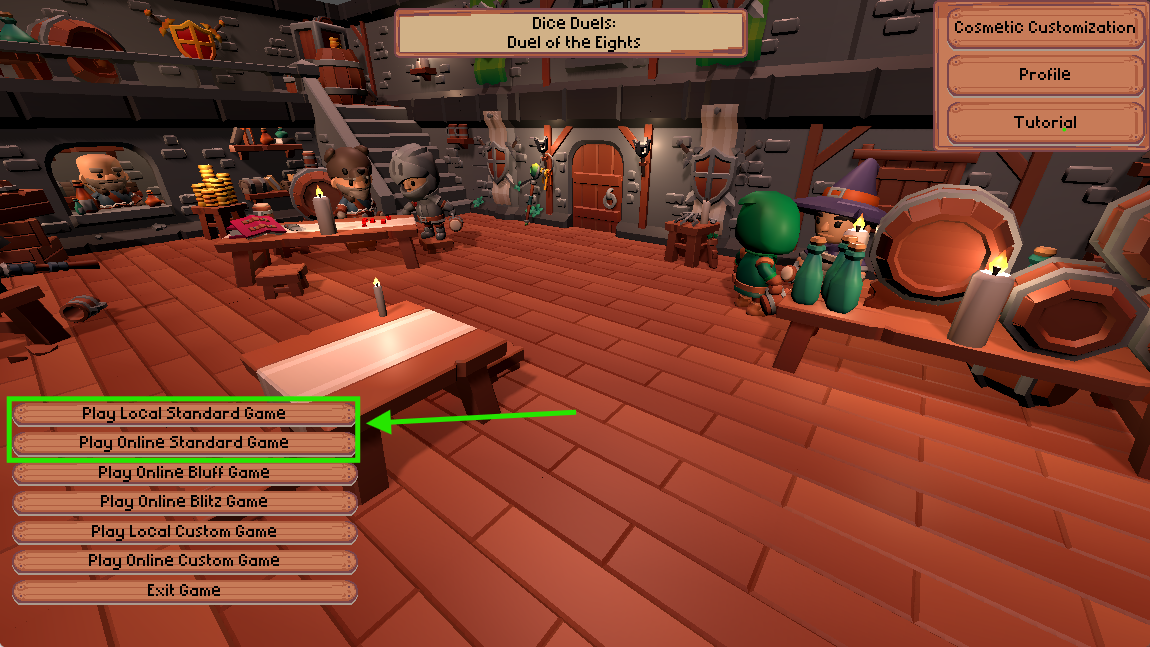 Dice Duels:
Duel of the Eights
Cosmetic Customization
Profile
Tutorial
6
Play Local Standard Game
Play Online Standard Game
Play Online Bluff Game
Play Online Blitz Game
Play Local Custom Game
Play Online Custom Game
Exit Game